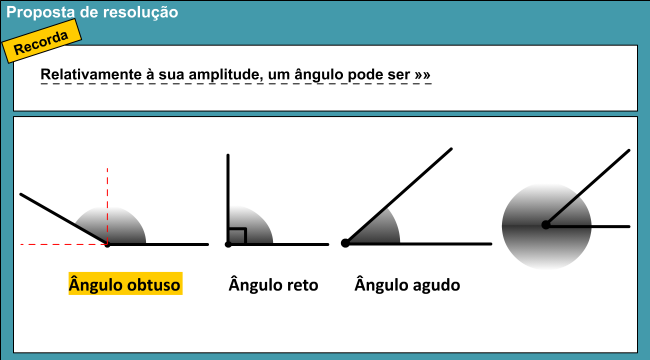 Proposta de resolução
Recorda
Relativamente à sua amplitude, um ângulo pode ser »»
Ângulo obtuso
Ângulo reto
Ângulo agudo